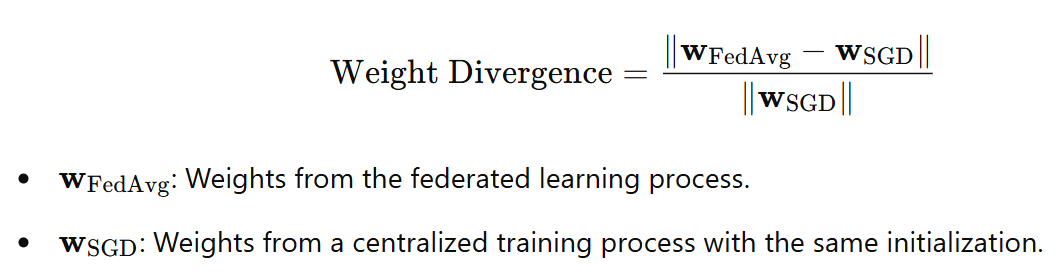 Weight Divergence = ‖w_FedAvg − w_SGD‖ / ‖w_SGD‖
• w_FedAvg: Weights from the federated learning process.
• w_SGD: Weights from a centralized training process with the same initialization.